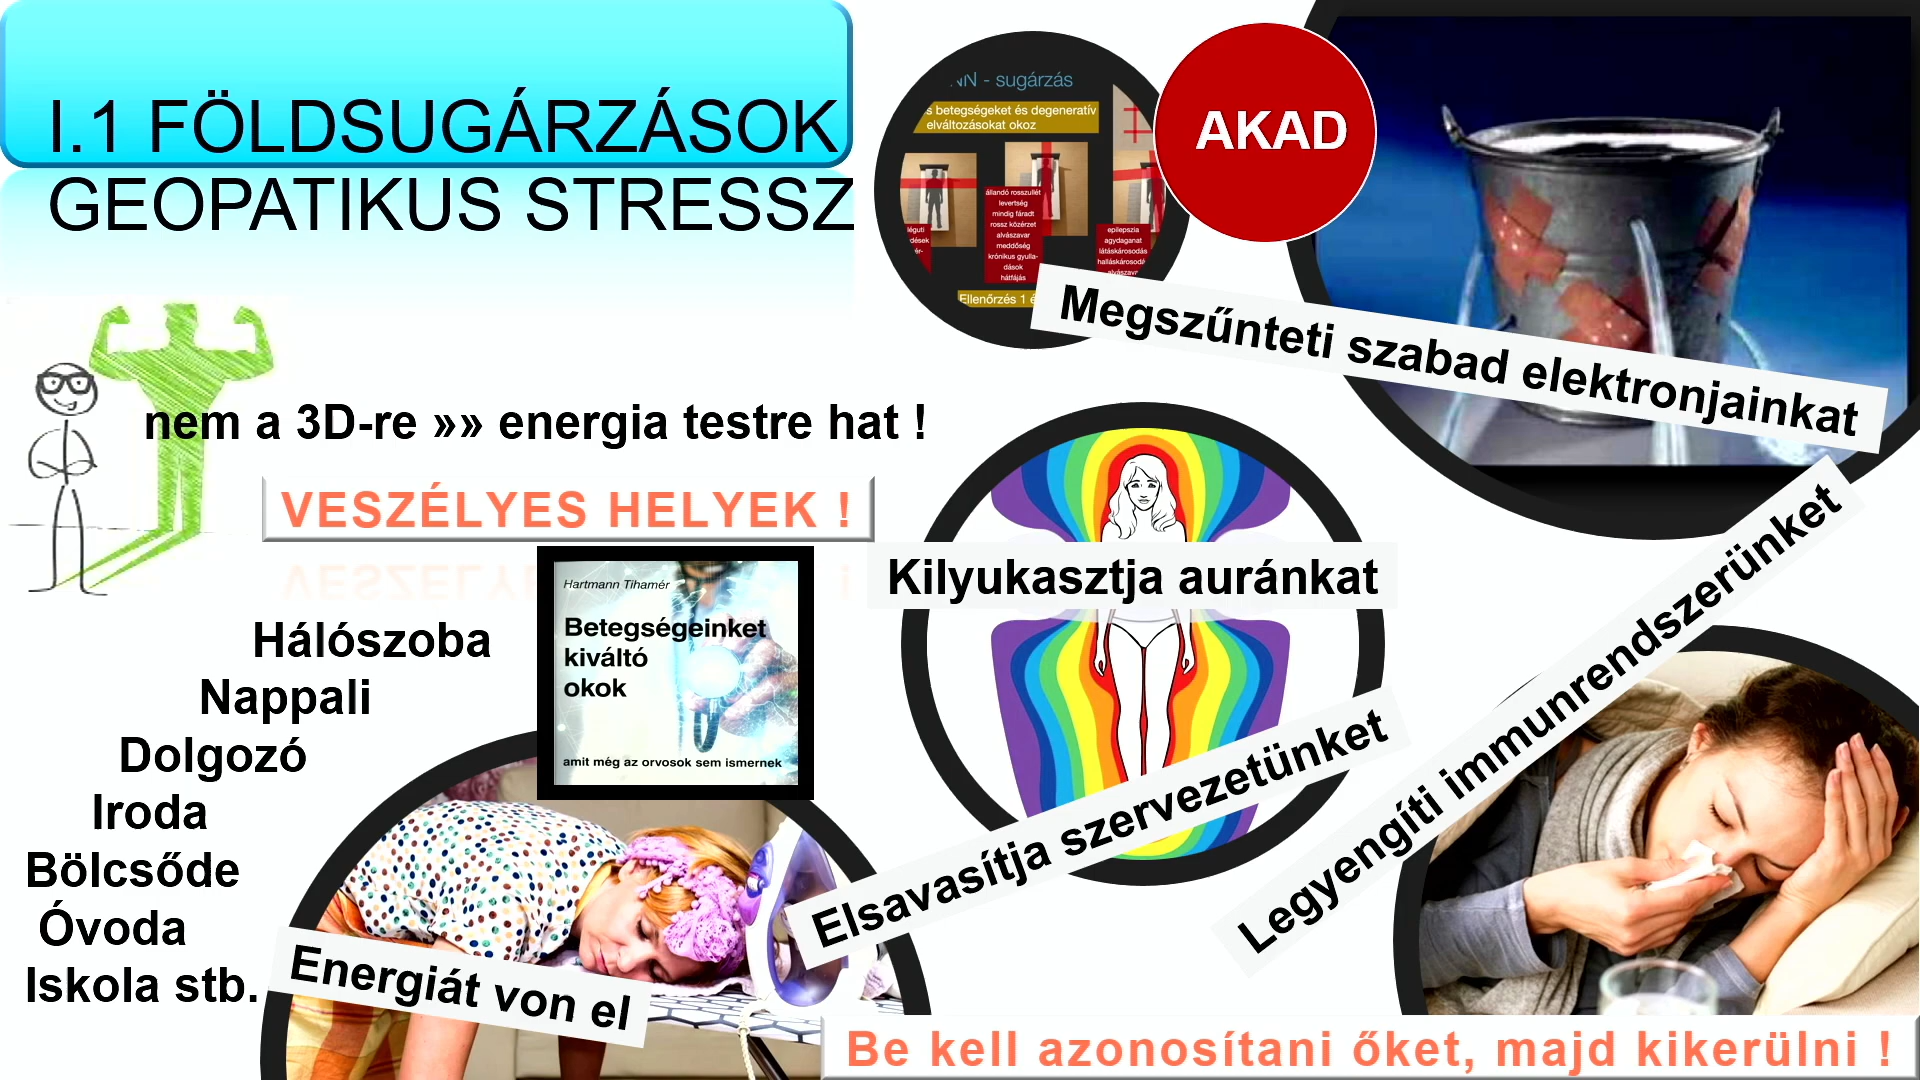 I.1 FÖLDSUGÁRZÁSOK
GEOPATIKUS STRESSZ
NN - sugárzás
s betegségeket és degeneratív
elváltozásokat okoz
léguti
állandó rosszullét
levertség
mindig fáradt
rossz közérzet
alvászavar
meddőség
krónikus gyulla-
dások
hátfájás
epilepszia
agydaganat
látáskárosodás
Ellenőrzés 1
AKAD
Megszűnteti szabad elektronjainkat
nem a 3D-re »» energia testre hat !
VESZÉLYES HELYEK !
Hartmann Tihamér
Betegségeinket
kiváltó
okok
amit még az orvosok sem ismernek
Kilyukasztja auránkat
Hálószoba
Nappali
Dolgozó
Iroda
Bölcsőde
Óvoda
Iskola stb.
Energiát von el
Elsavasítja szervezetünket
Legyengíti immunrendszerünket
Be kell azonosítani őket, majd kikerülni !